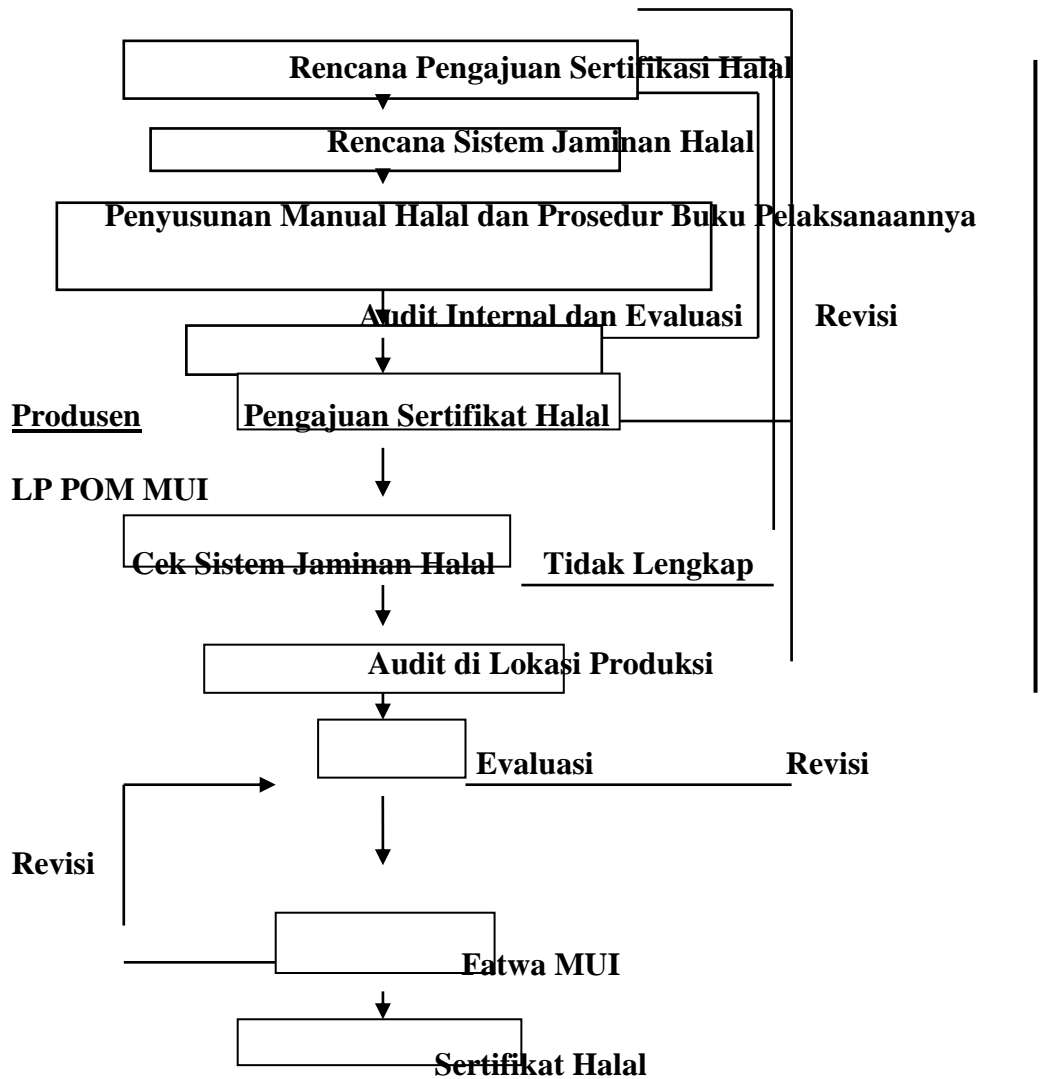 Rencana Pengajuan Sertifikasi Halal
Rencana Sistem Jaminan Halal
Penyusunan Manual Halal dan Prosedur Buku Pelaksanaannya
Audit Internal dan Evaluasi Revisi
Produsen Pengajuan Sertifikat Halal
LP POM MUI
Cek Sistem Jaminan Halal Tidak Lengkap
Audit di Lokasi Produksi
Evaluasi Revisi
Revisi
Fatwa MUI
Sertifikat Halal